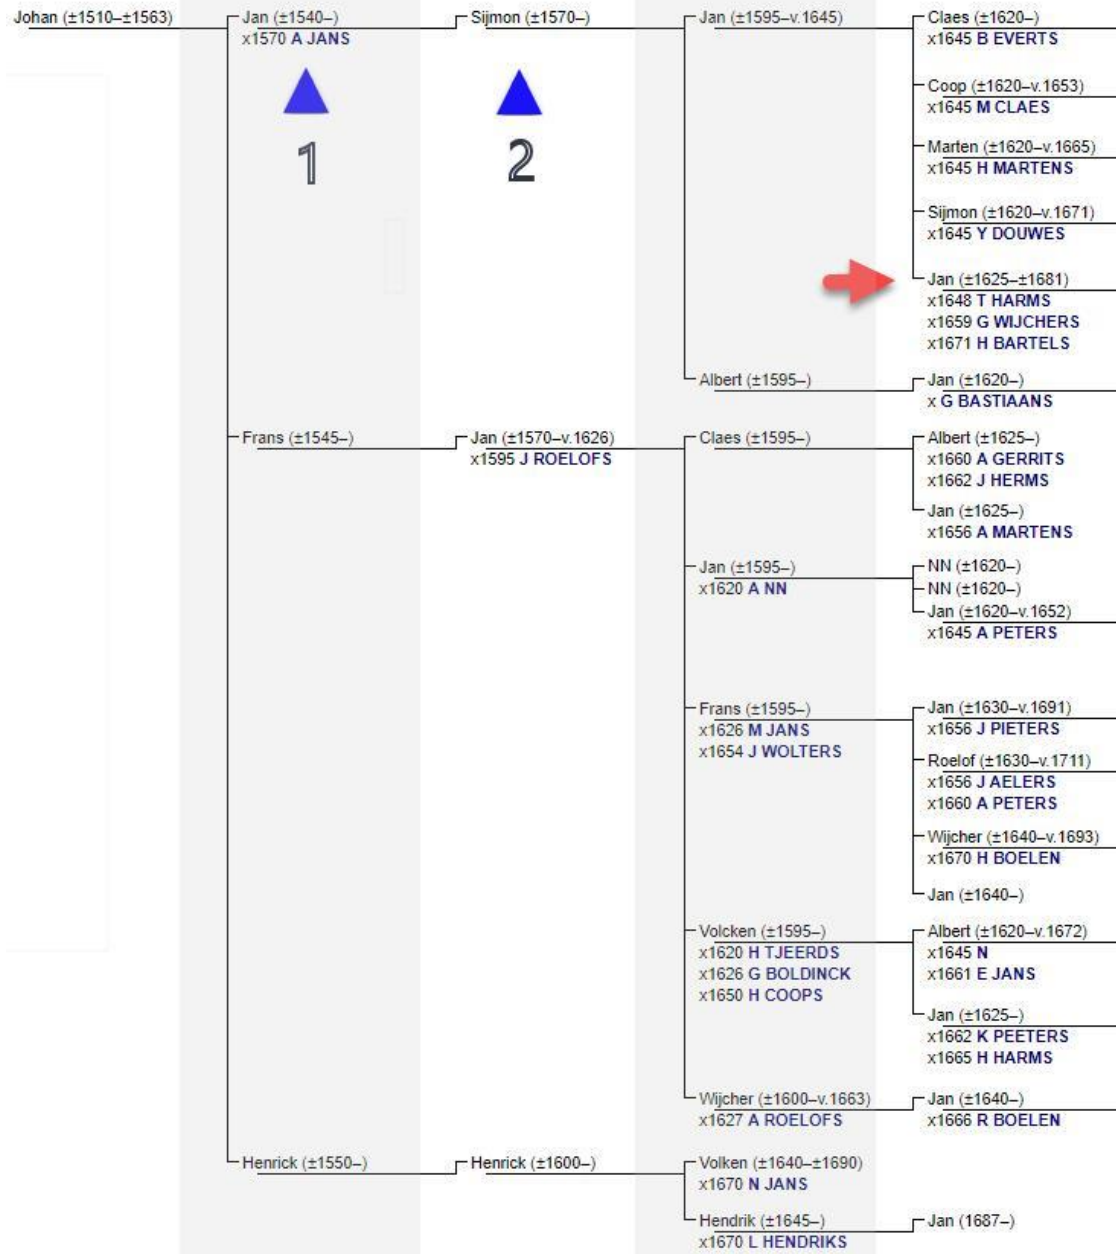 Johan (±1510–±1563)
Jan (±1540–)
x1570 A JANS
1
Frans (±1545–)
Henrick (±1550–)
Sijmon (±1570–)
2
Jan (±1570–v.1626)
x1595 J ROELOFS
Henrick (±1600–)
Jan (±1595–v.1645)
Albert (±1595–)
Claes (±1595–)
Jan (±1595–)
x1620 A NN
Frans (±1595–)
x1626 M JANS
x1654 J WOLTERS
Volcken (±1595–)
x1620 H TJEERDS
x1626 G BOLDINCK
x1650 H COOPS
Wijcher (±1600–v.1663)
x1627 A ROELOFS
Volken (±1640–±1690)
x1670 N JANS
Hendrik (±1645–)
x1670 L HENDRIKS
Claes (±1620–)
x1645 B EVERTS
Coop (±1620–v.1653)
x1645 M CLAES
Marten (±1620–v.1665)
x1645 H MARTENS
Sijmon (±1620–v.1671)
x1645 Y DOUWES
Jan (±1625–±1681)
x1648 T HARMS
x1659 G WIJCHERS
x1671 H BARTELS
Jan (±1620–)
x G BASTIAANS
Albert (±1625–)
x1660 A GERRITS
x1662 J HERMS
Jan (±1625–)
x1656 A MARTENS
NN (±1620–)
NN (±1620–)
Jan (±1620–v.1652)
x1645 A PETERS
Jan (±1630–v.1691)
x1656 J PIETERS
Roelof (±1630–v.1711)
x1656 J AELERS
x1660 A PETERS
Wijcher (±1640–v.1693)
x1670 H BOELEN
Jan (±1640–)
Albert (±1620–v.1672)
x1645 N
x1661 E JANS
Jan (±1625–)
x1662 K PEETERS
x1665 H HARMS
Jan (±1640–)
x1666 R BOELEN
Jan (1687–)